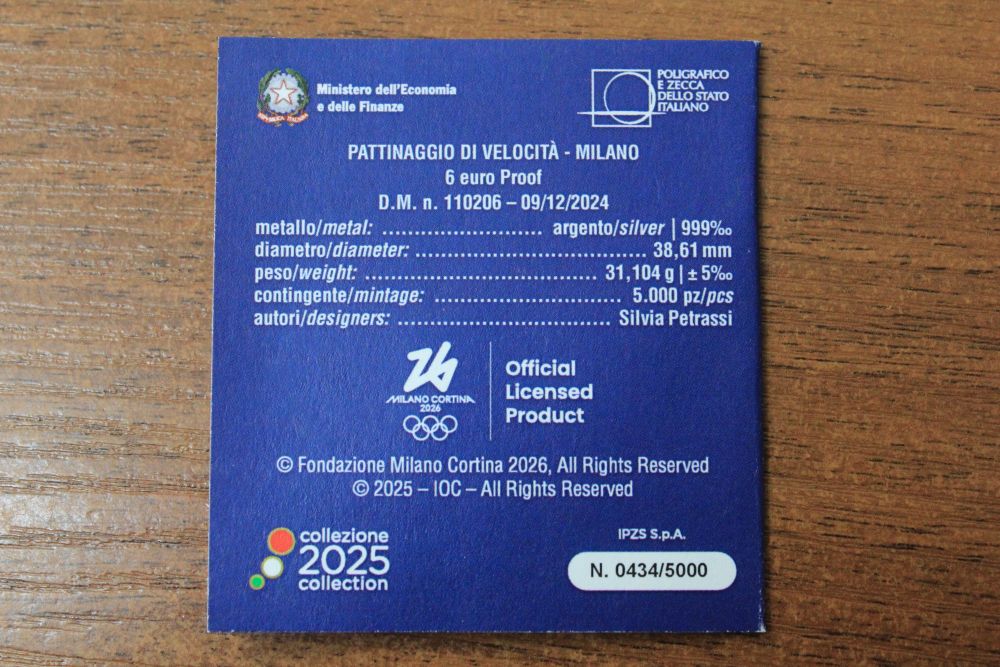 Ministero dell'Economia
e delle Finanze
POLIGRAFICO
E ZECCA
DELLO STATO
ITALIANO
REPVBBLICA ITALIANA
PATTINAGGIO DI VELOCITÀ - MILANO
6 euro Proof
D.M. n. 110206 – 09/12/2024
metallo/metal: ........................ argento/silver | 999‰
diametro/diameter: ................................... 38,61 mm
peso/weight: ................................... 31,104 g | ± 5‰
contingente/mintage: ............................ 5.000 pz/pcs
autori/designers: ................................ Silvia Petrassi
26
MILANO CORTINA
2026
Official
Licensed
Product
© Fondazione Milano Cortina 2026, All Rights Reserved
© 2025 – IOC – All Rights Reserved
collezione
2025
collection
IPZS S.p.A.
N. 0434/5000